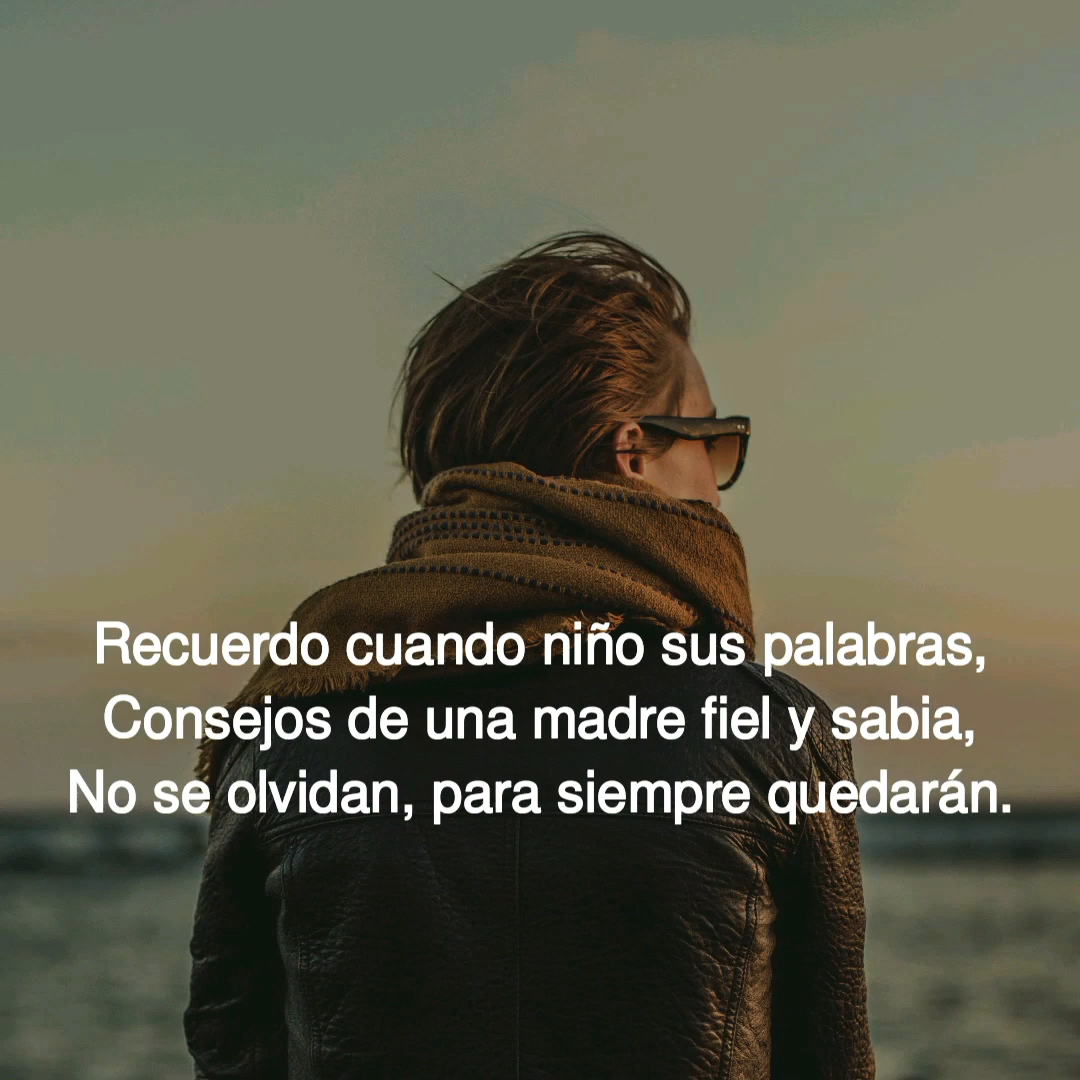 Recuerdo cuando niño sus palabras,
Consejos de una madre fiel y sabia,
No se olvidan, para siempre quedarán.